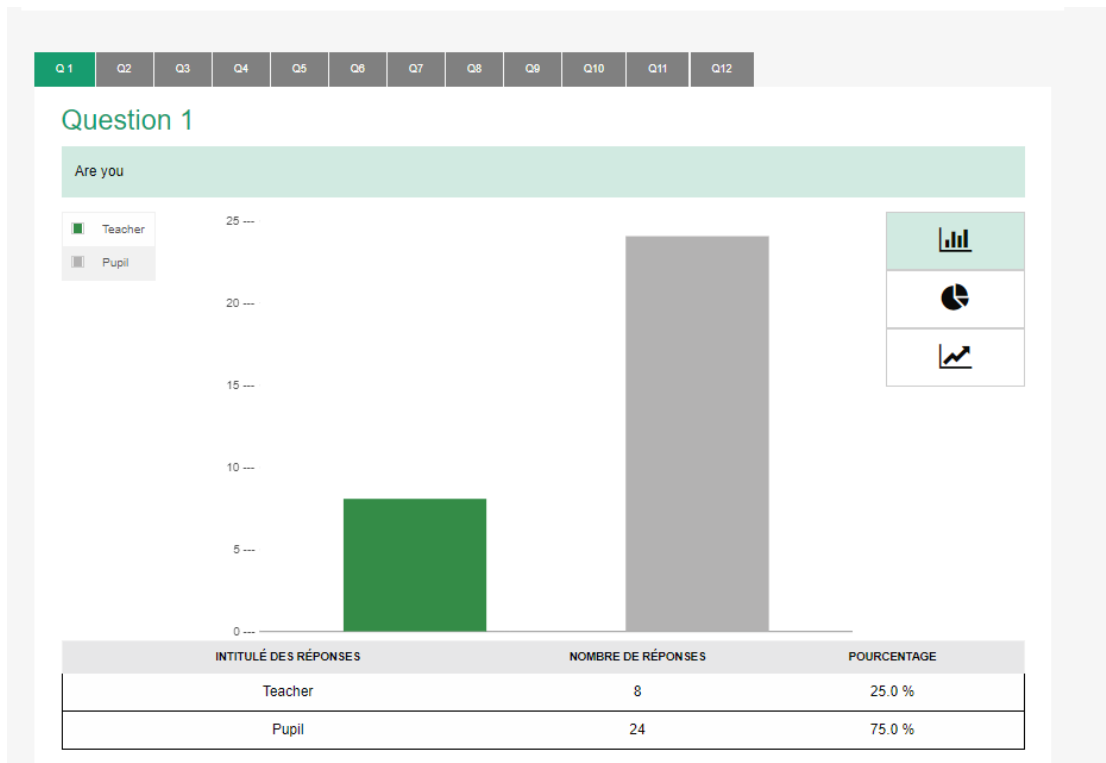 Q 1 Q2 Q3 Q4 Q5 Q6 Q7 Q8 Q9 Q10 Q11 Q12
Question 1
Are you
Teacher
Pupil
25 ---
20 ---
15 ---
10 ---
5 ---
0 ---
INTITULÉ DES RÉPONSES NOMBRE DE RÉPONSES POURCENTAGE
Teacher 8 25.0 %
Pupil 24 75.0 %